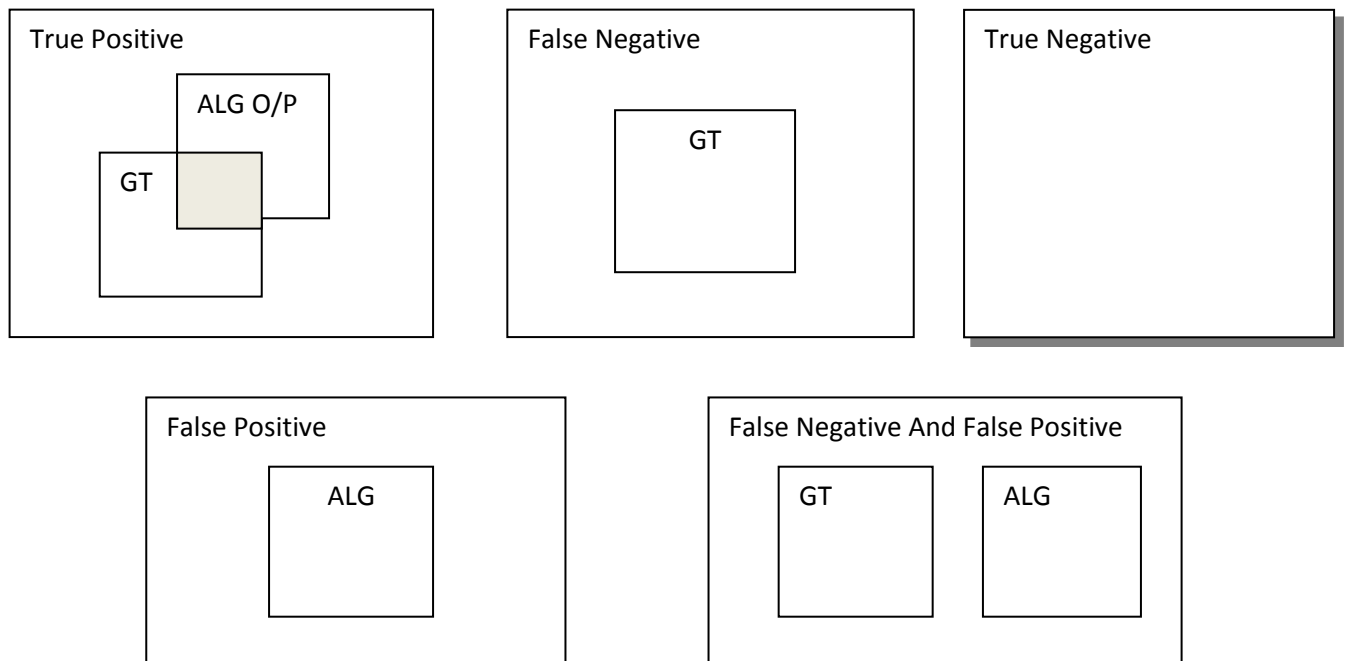 True Positive
ALG O/P
GT
False Negative
GT
True Negative
False Positive
ALG
False Negative And False Positive
GT
ALG